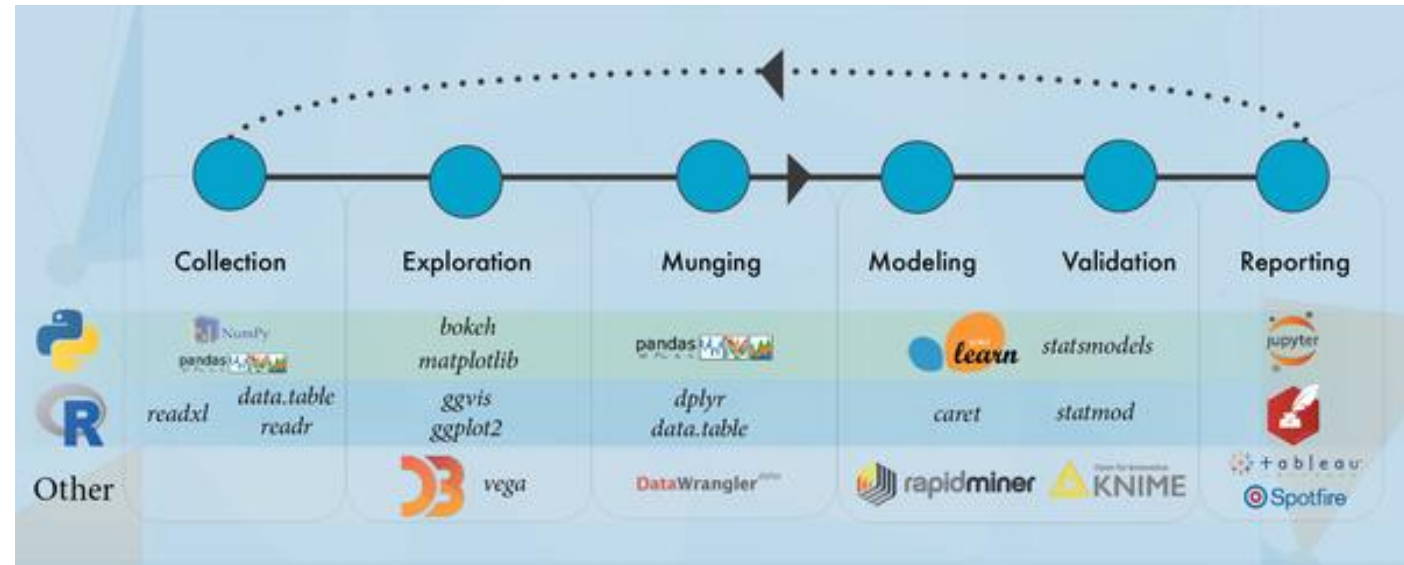 Collection Exploration Munging Modeling Validation Reporting
NumPy
pandas
bokeh
matplotlib
pandas
learn
statsmodels
jupyter
readxl
data.table
readr
ggvis
ggplot2
dplyr
data.table
caret
statmod
R
Other
D3
vega
DataWrangler
rapidminer
KNIME
tableau
Spotfire